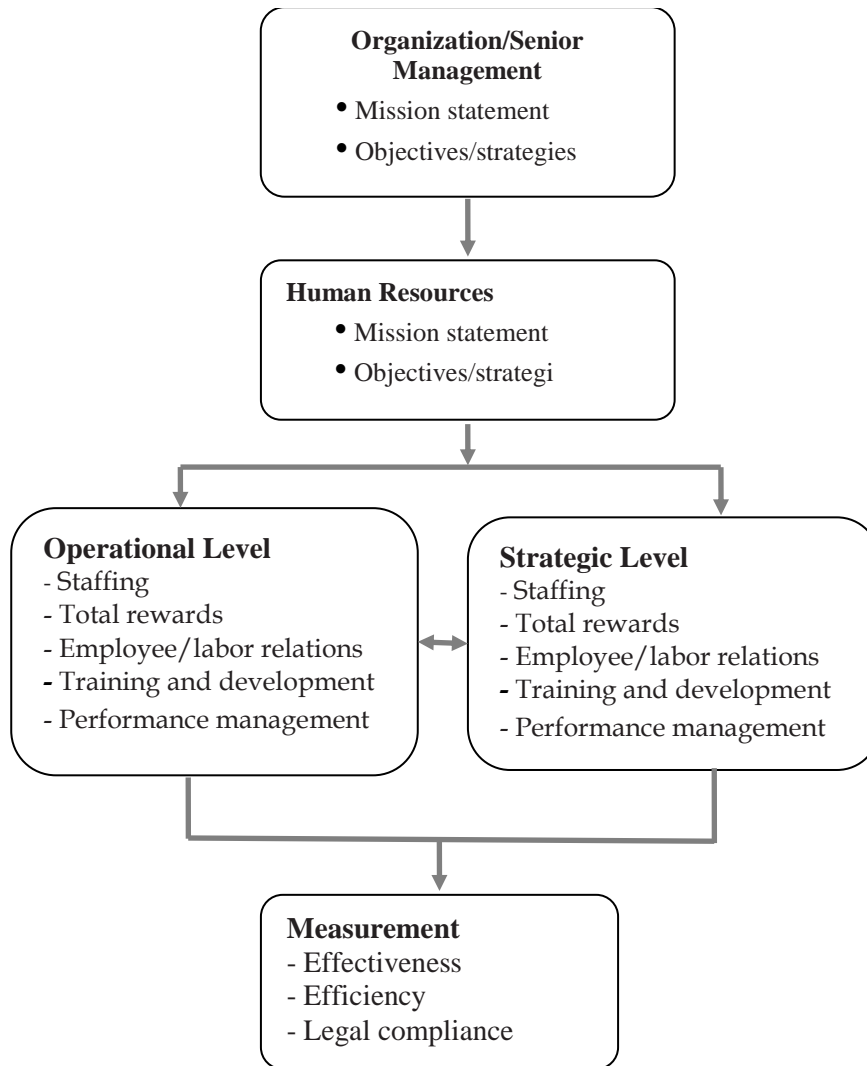 Organization/Senior
Management
• Mission statement
• Objectives/strategies
Human Resources
• Mission statement
• Objectives/strategi
Operational Level
- Staffing
- Total rewards
- Employee/labor relations
- Training and development
- Performance management
Strategic Level
- Staffing
- Total rewards
- Employee/labor relations
- Training and development
- Performance management
Measurement
- Effectiveness
- Efficiency
- Legal compliance